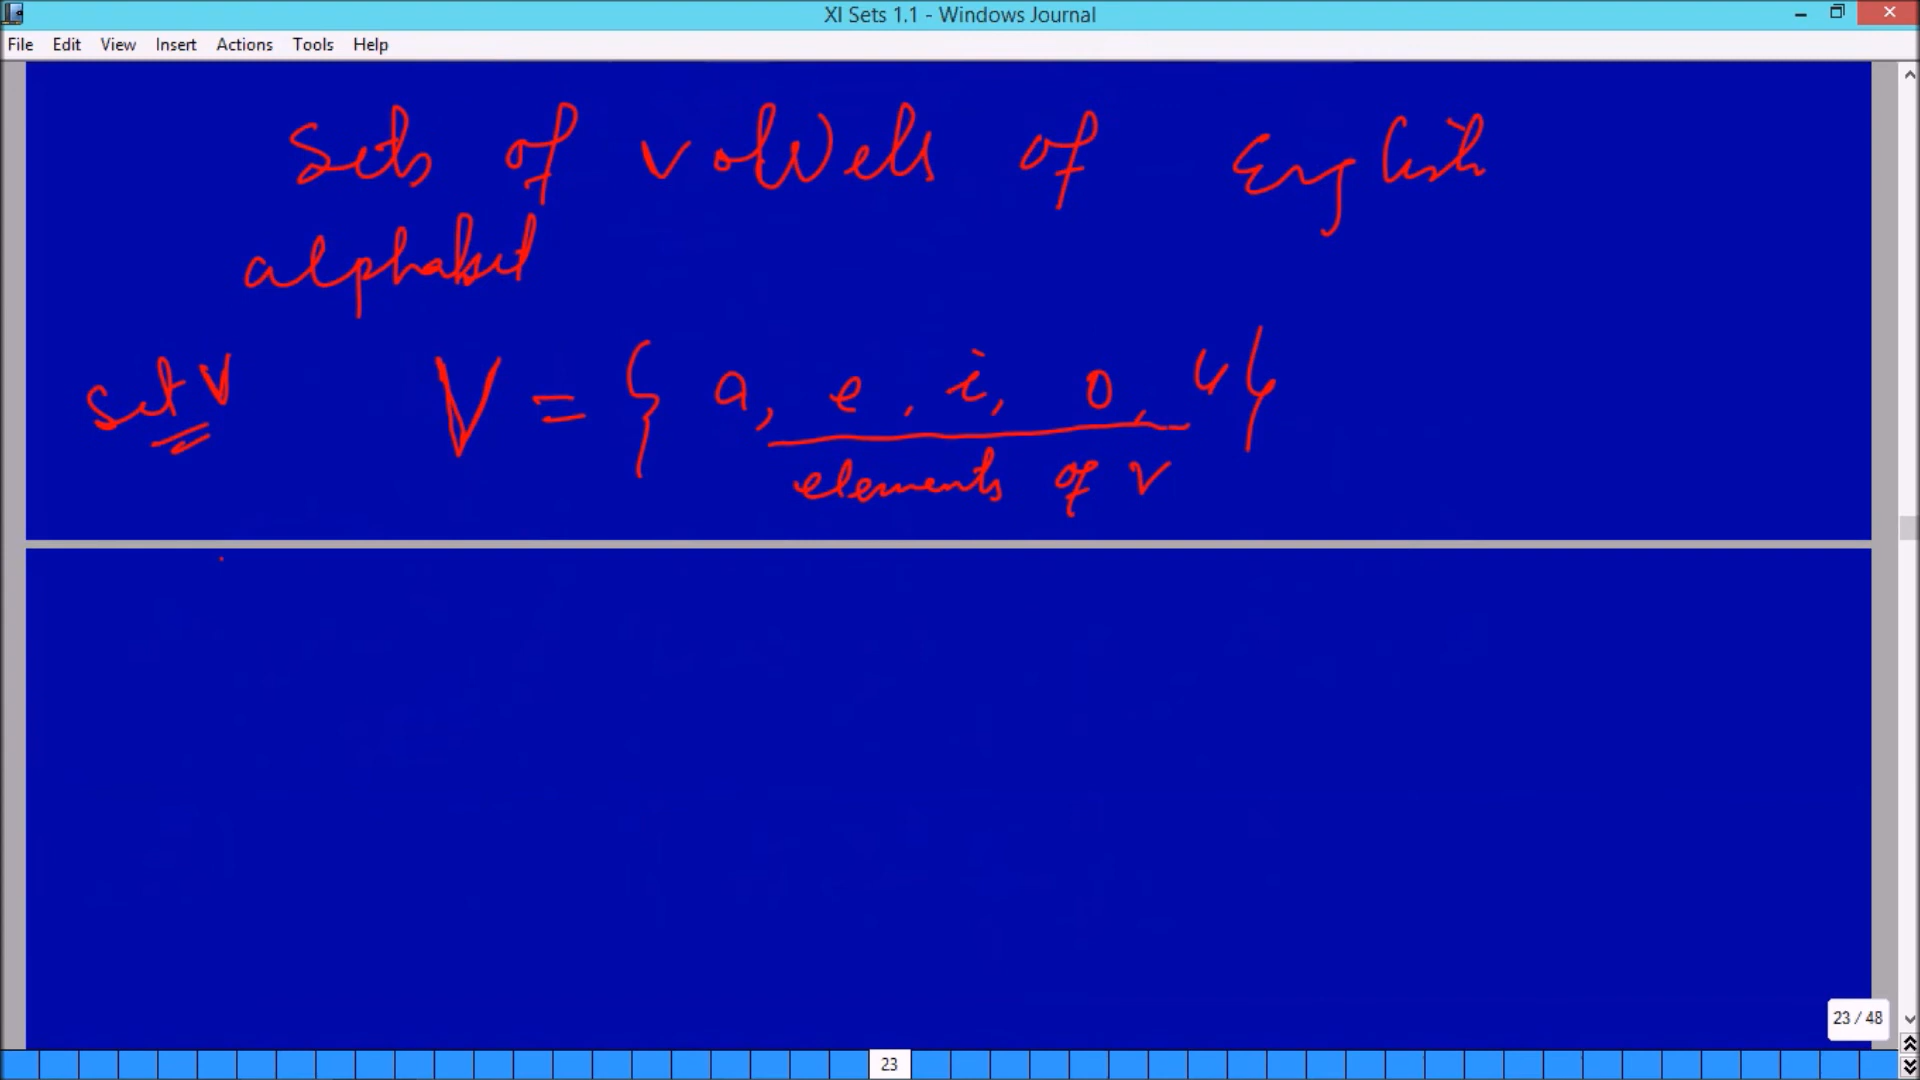 XI Sets 1.1 - Windows Journal
File Edit View Insert Actions Tools Help
Sets of volwels of English
alphabet
Set V V = { a, e, i, o, u }
elements of V
23 / 48
23